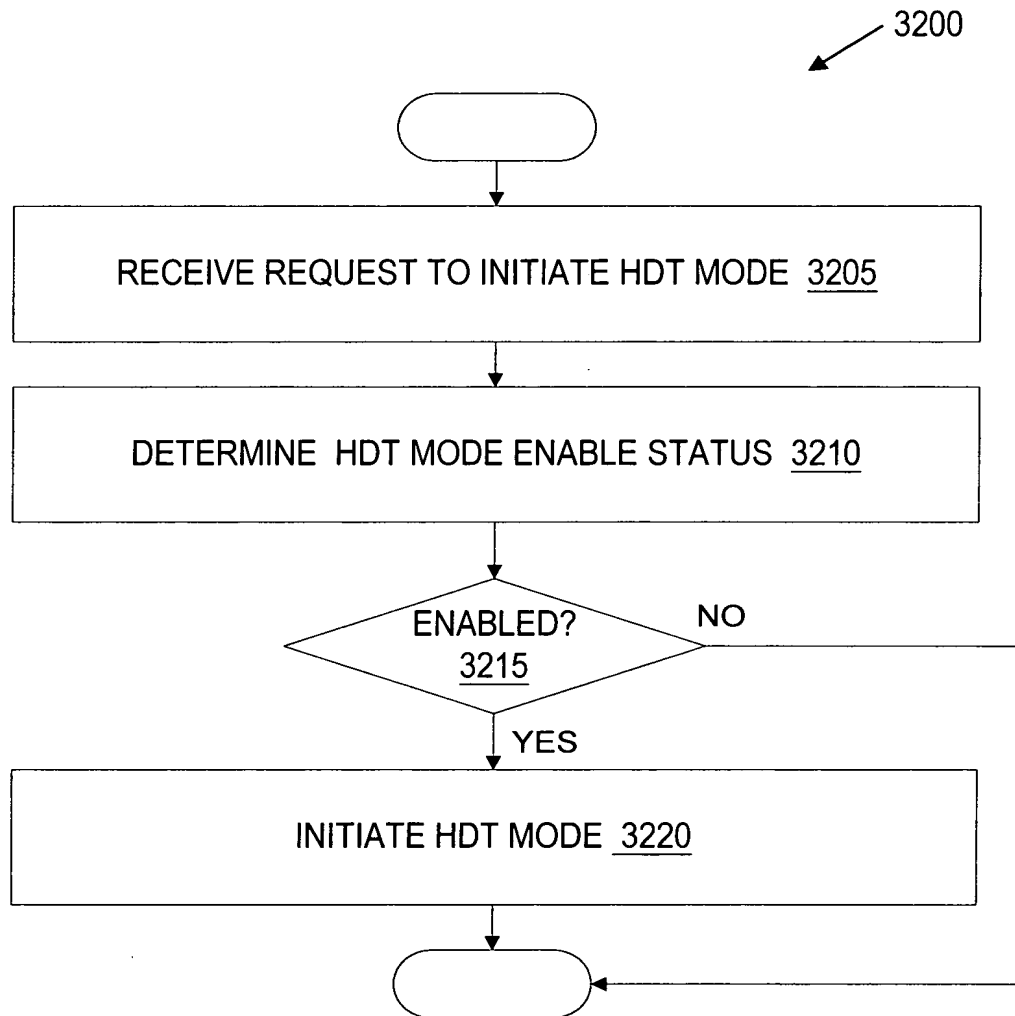 3200
RECEIVE REQUEST TO INITIATE HDT MODE 3205
DETERMINE HDT MODE ENABLE STATUS 3210
ENABLED?
3215
NO
YES
INITIATE HDT MODE 3220